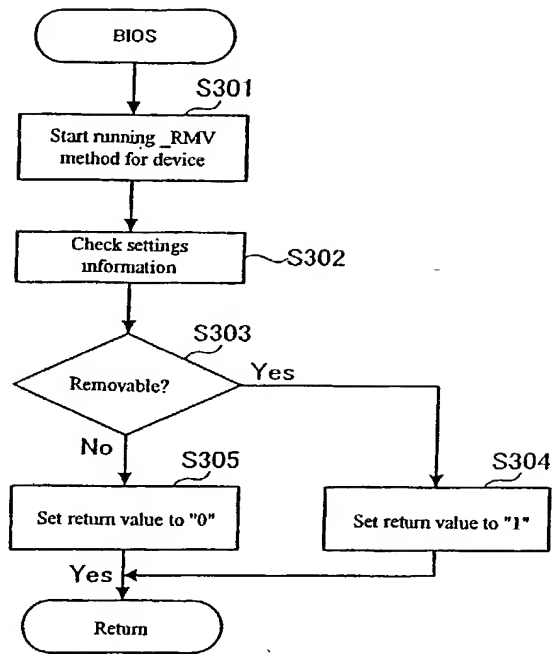 BIOS
S301
Start running _RMV
method for device
Check settings
information
S302
S303
Removable?
Yes
No
S305
S304
Set return value to "0"
Set return value to "1"
Yes
Return